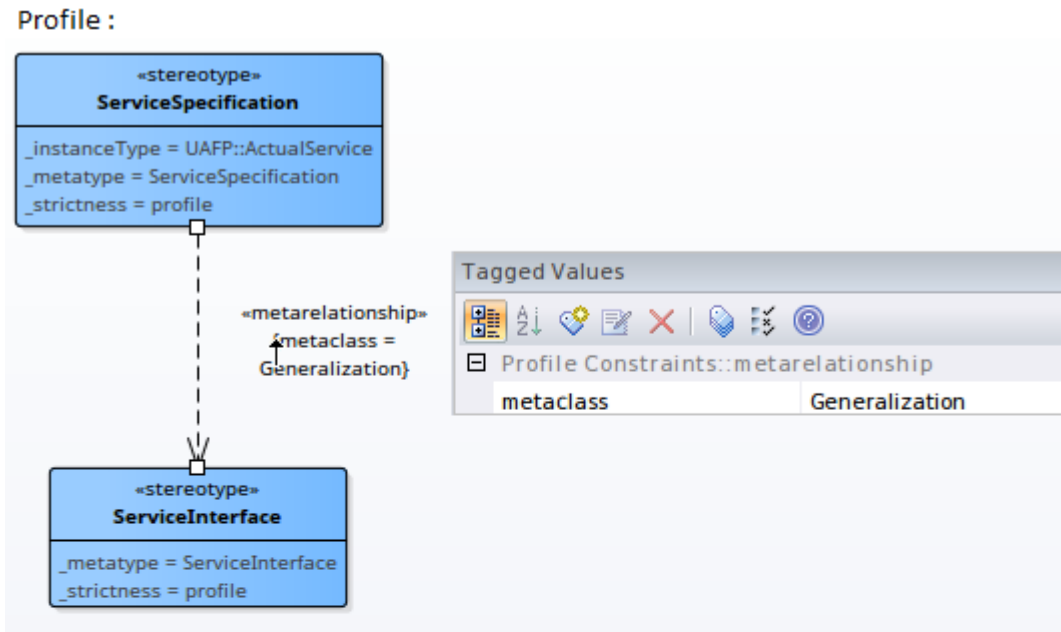 Profile :
«stereotype»
ServiceSpecification
_instanceType = UAFP::ActualService
_metatype = ServiceSpecification
_strictness = profile
«metarelationship»
{metaclass =
Generalization}
Tagged Values
Profile Constraints::metarelationship
metaclass Generalization
«stereotype»
ServiceInterface
_metatype = ServiceInterface
_strictness = profile